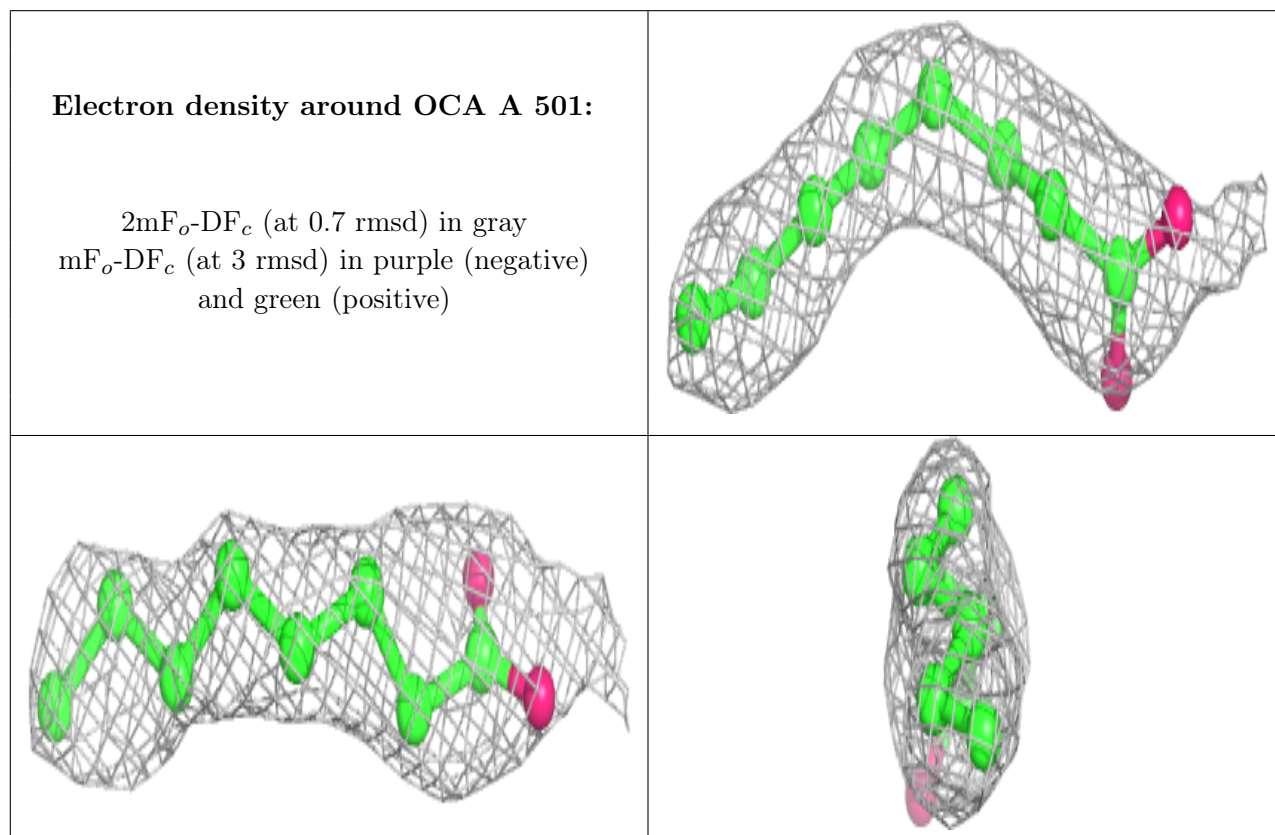 Electron density around OCA A 501:
2mFo-DFc (at 0.7 rmsd) in gray
mFo-DFc (at 3 rmsd) in purple (negative)
and green (positive)